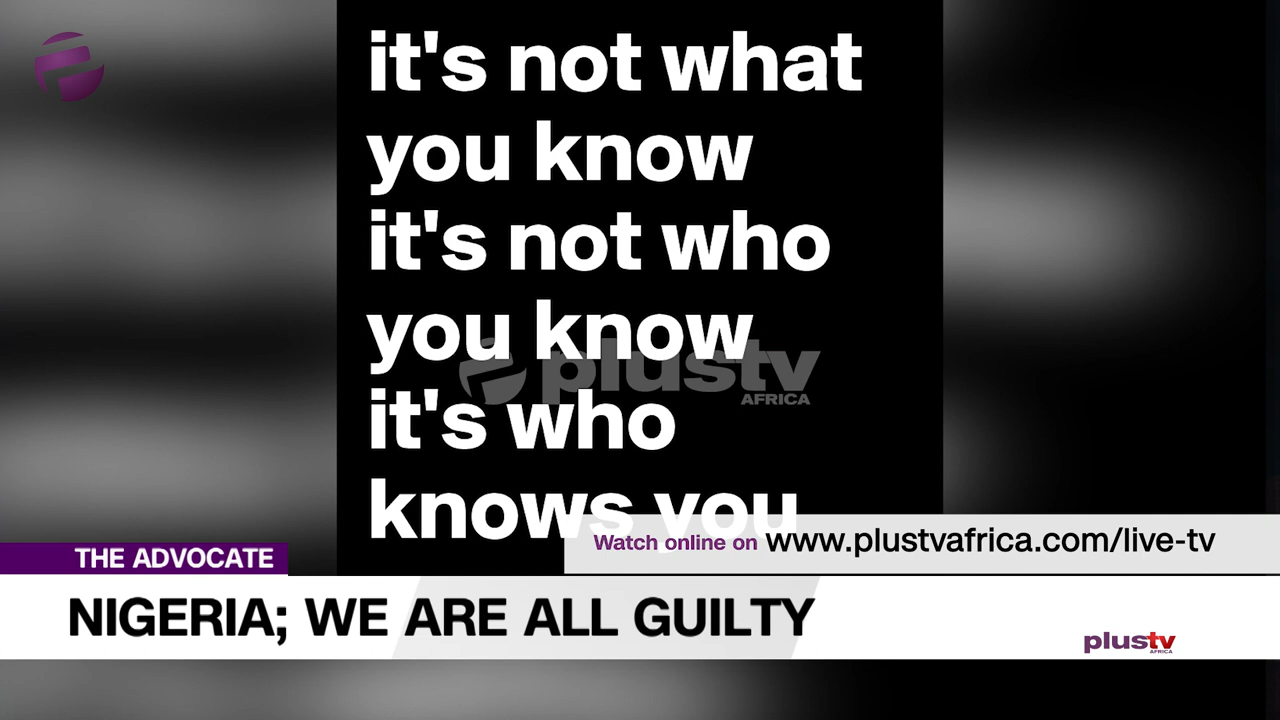 it's not what
you know
it's not who
you know
plustv
AFRICA
it's who
knows you
Watch online on www.plustvafrica.com/live-tv
THE ADVOCATE
NIGERIA; WE ARE ALL GUILTY
plustv
AFRICA